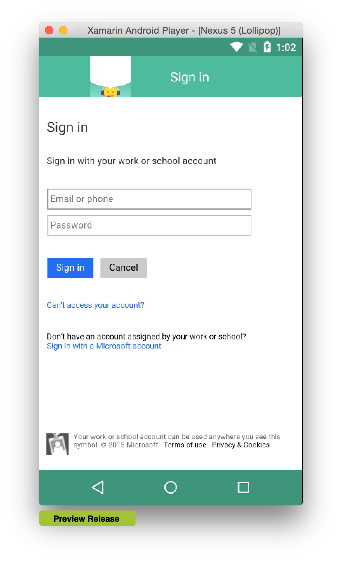 Xamarin Android Player - [Nexus 5 (Lollipop)]
1:02
Sign in
Sign in
Sign in with your work or school account
Email or phone
Password
Sign in
Cancel
Can't access your account?
Don't have an account assigned by your work or school?
Sign in with a Microsoft account
Your work or school account can be used anywhere you see this
symbol. © 2015 Microsoft Terms of use Privacy & Cookies
Preview Release